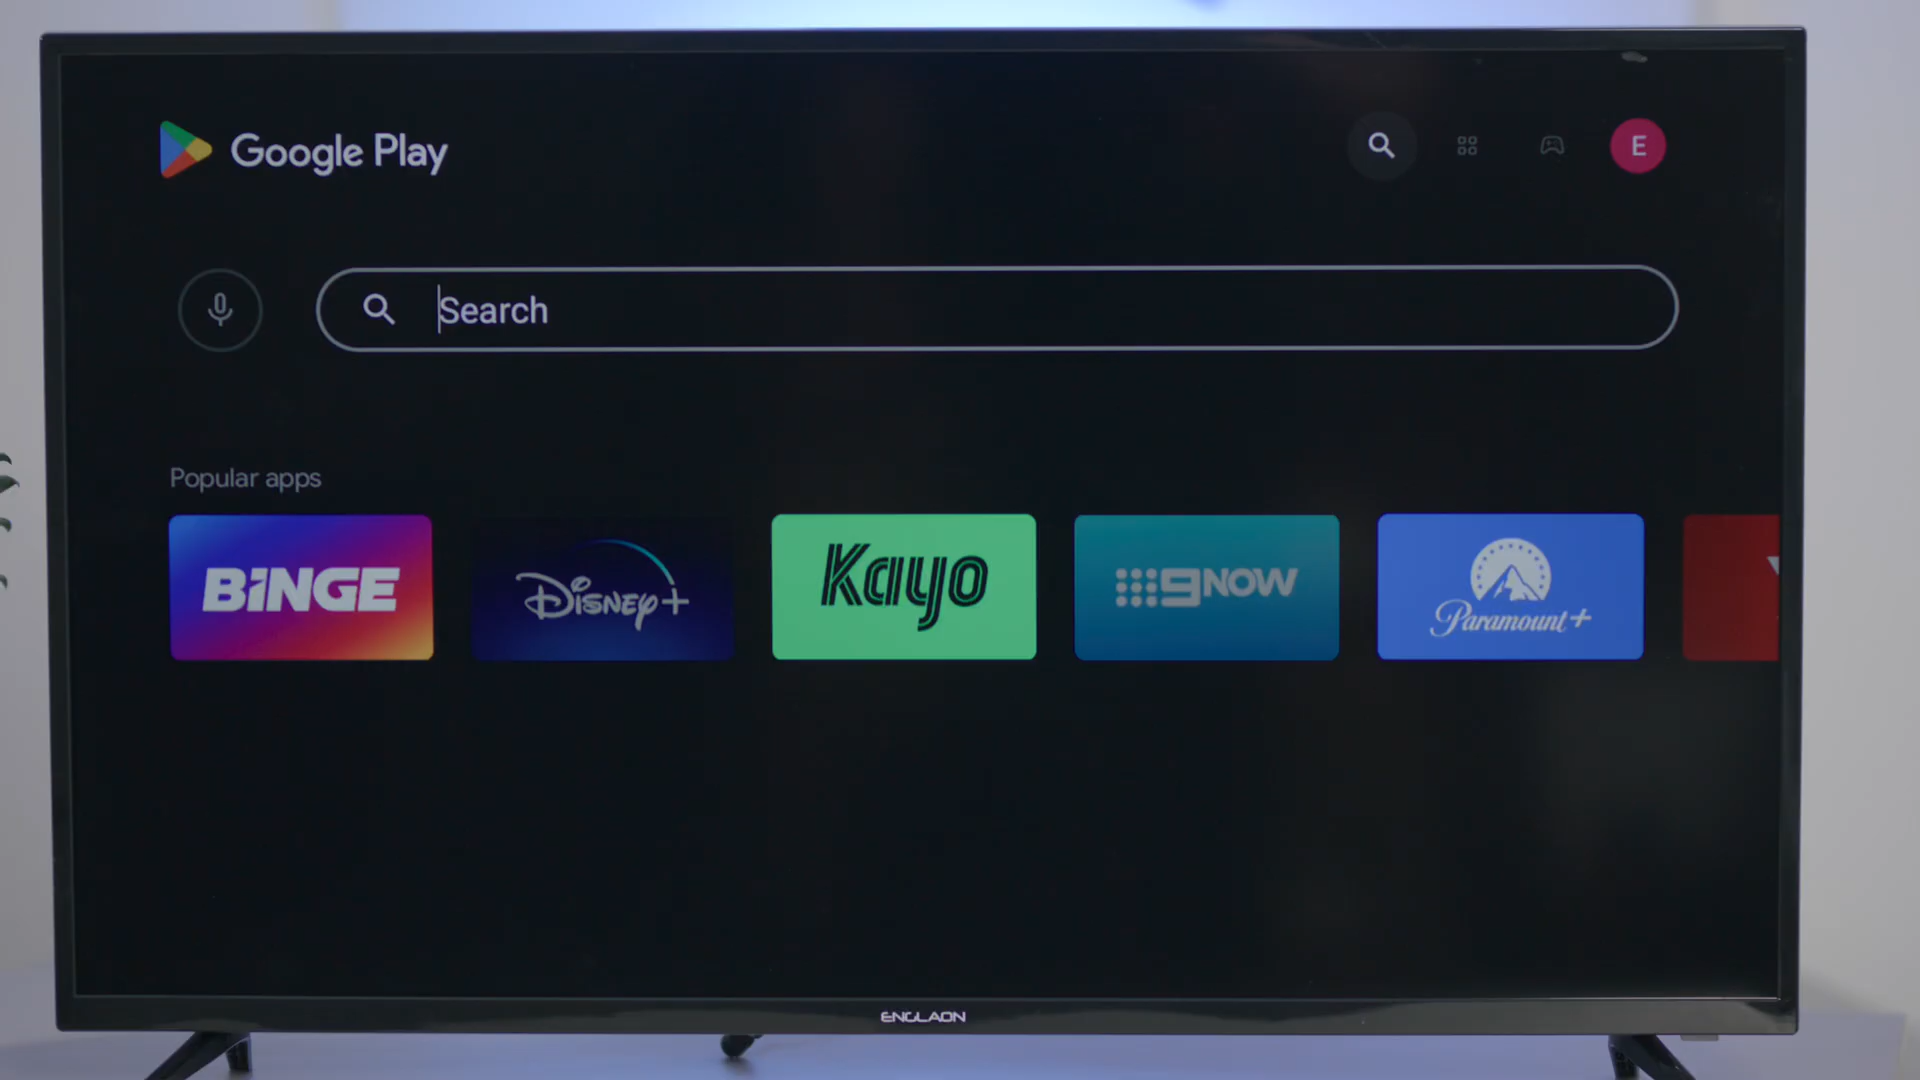 Google Play
E
Search
Popular apps
BiNGE
Disney+
Kayo
9NOW
Paramount+
ENGLAON